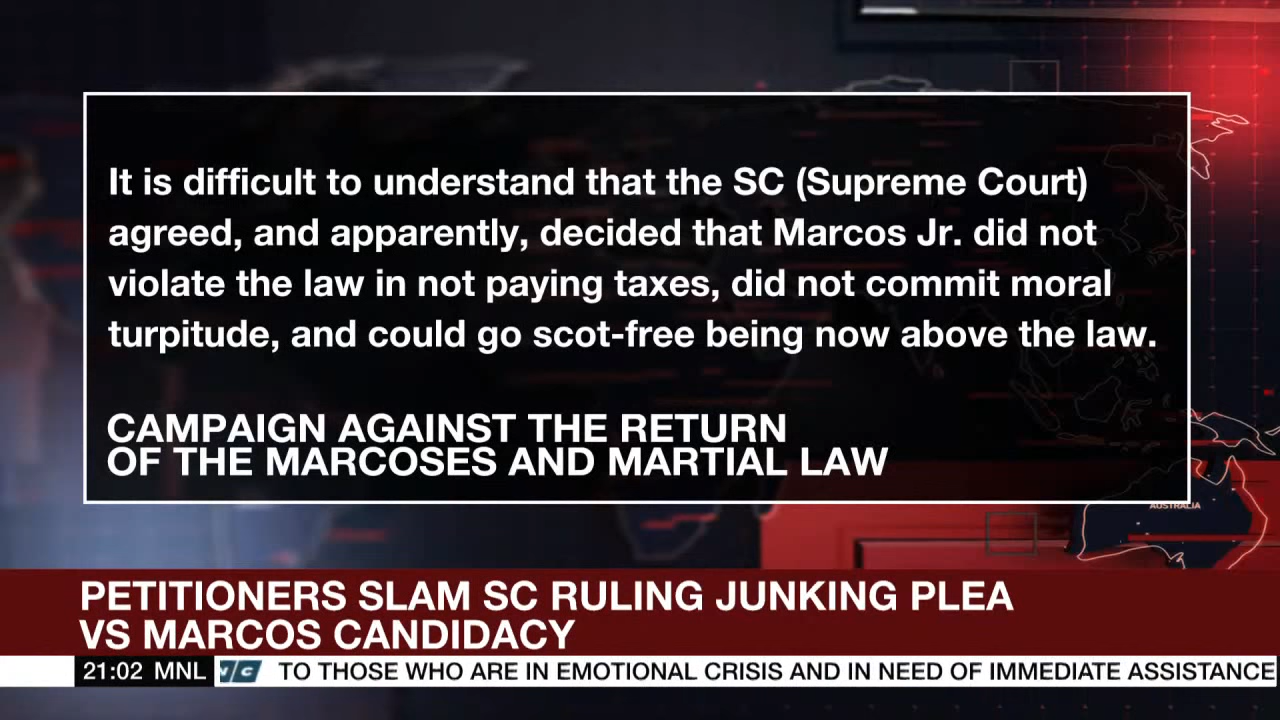 It is difficult to understand that the SC (Supreme Court)
agreed, and apparently, decided that Marcos Jr. did not
violate the law in not paying taxes, did not commit moral
turpitude, and could go scot-free being now above the law.
CAMPAIGN AGAINST THE RETURN
OF THE MARCOSES AND MARTIAL LAW
AUSTRALIA
PETITIONERS SLAM SC RULING JUNKING PLEA
VS MARCOS CANDIDACY
21:02 MNL TO THOSE WHO ARE IN EMOTIONAL CRISIS AND IN NEED OF IMMEDIATE ASSISTANCE